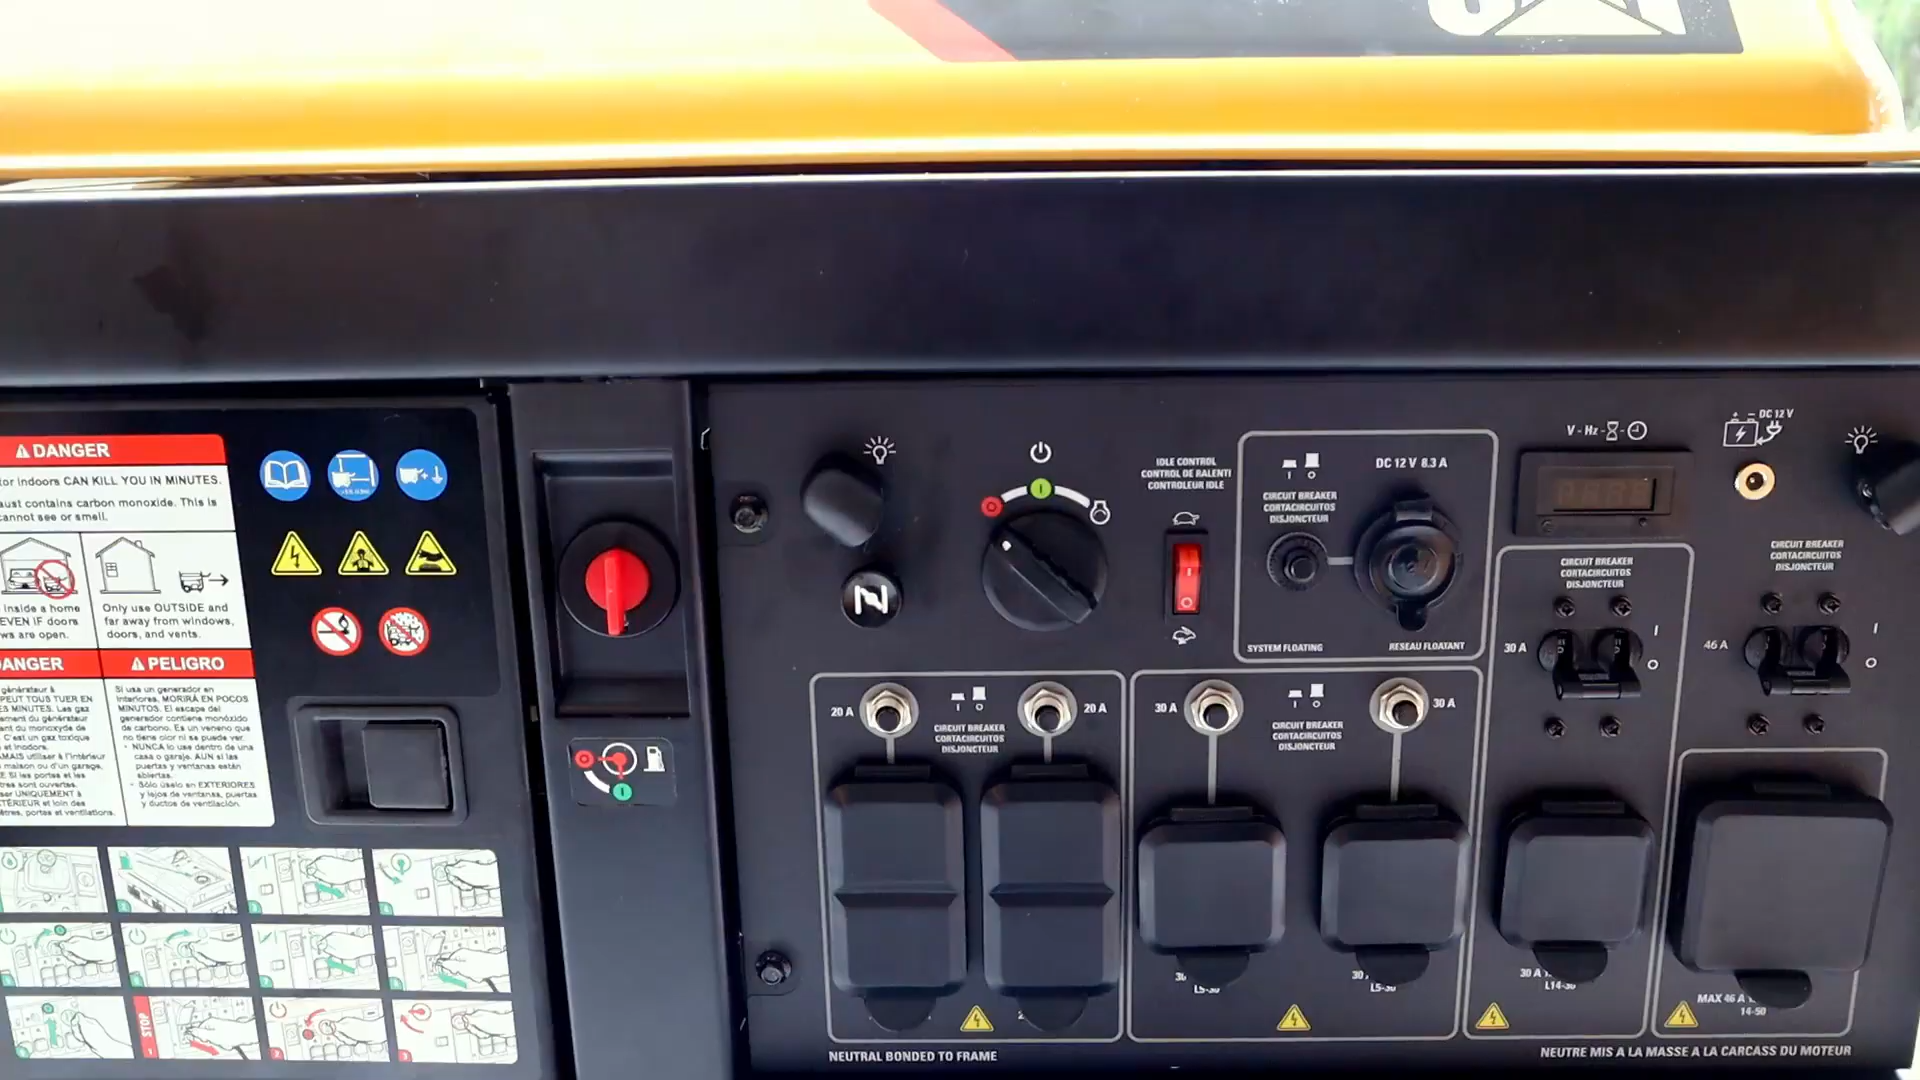 CAT
DANGER
tor indoors CAN KILL YOU IN MINUTES.
aust contains carbon monoxide. This is
cannot see or smell.
inside a home
EVEN IF doors
ws are open.
Only use OUTSIDE and
far away from windows,
doors, and vents.
DANGER
générateur à
PEUT TOUS TUER EN
ES MINUTES. Les gaz
ement du générateur
nt du monoxyde de
C'est un gaz toxique
et inodore.
JAMAIS utiliser à l'intérieur
maison ou d'un garage,
E SI les portes et les
tres sont ouvertes.
ser UNIQUEMENT à
TÉRIEUR et loin des
êtres, portes et ventilations.
PELIGRO
Si usa un generador en
interiores, MORIRÁ EN POCOS
MINUTOS. El escape del
generador contiene monóxido
de carbono. Es un veneno que
no tiene olor ni se puede ver.
• NUNCA lo use dentro de una
casa o garaje, AUN si las
puertas y ventanas están
abiertas.
• Sólo úselo en EXTERIORES
y lejos de ventanas, puertas
y ductos de ventilación.
STOP
IDLE CONTROL
CONTROL DE RALENTI
CONTROLEUR IDLE
I O
CIRCUIT BREAKER
CORTACIRCUITOS
DISJONCTEUR
DC 12 V 8.3 A
12V
SYSTEM FLOATING
RESEAU FLOATANT
V - Hz -
DC 12 V
CIRCUIT BREAKER
CORTACIRCUITOS
DISJONCTEUR
30 A
I
O
CIRCUIT BREAKER
CORTACIRCUITOS
DISJONCTEUR
46 A
I
O
20 A
I O
20 A
CIRCUIT BREAKER
CORTACIRCUITOS
DISJONCTEUR
30 A
I O
30 A
CIRCUIT BREAKER
CORTACIRCUITOS
DISJONCTEUR
L5-30
L5-30
30 A
L14-30
MAX 46 A
14-50
NEUTRAL BONDED TO FRAME
NEUTRE MIS A LA MASSE A LA CARCASS DU MOTEUR